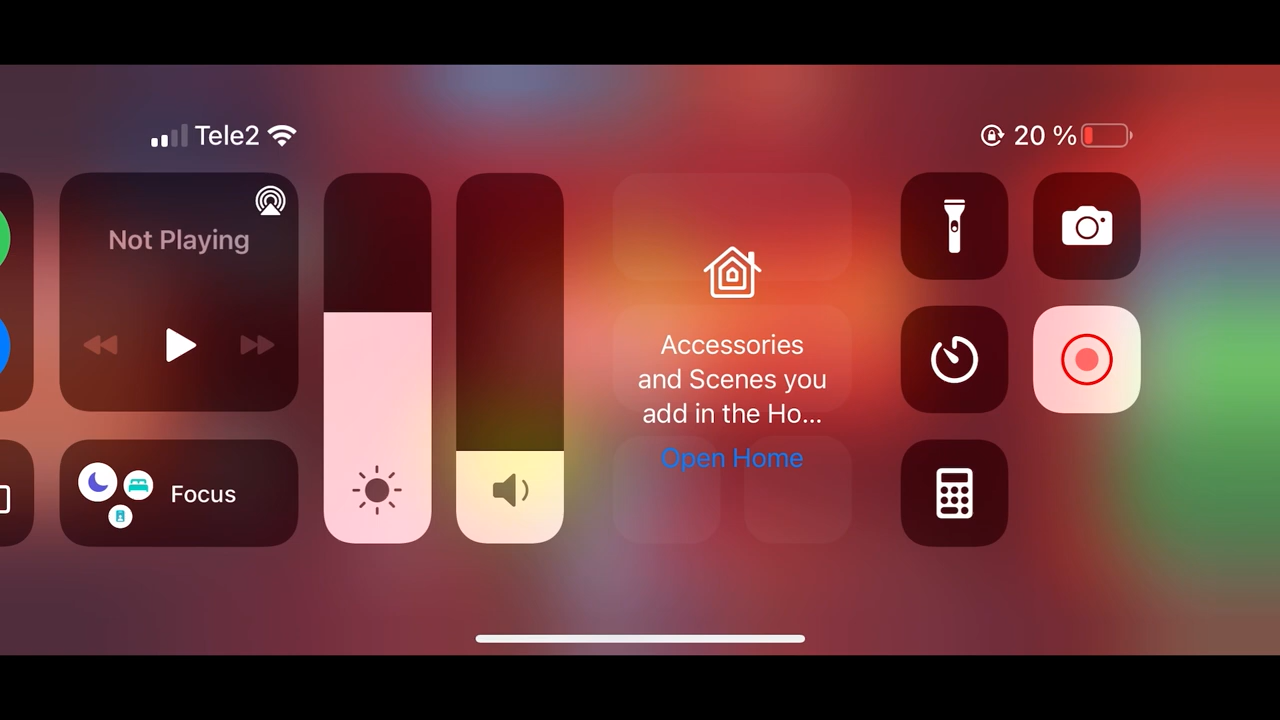 Tele2
20 %
Not Playing
Focus
Accessories
and Scenes you
add in the Ho...
Open Home